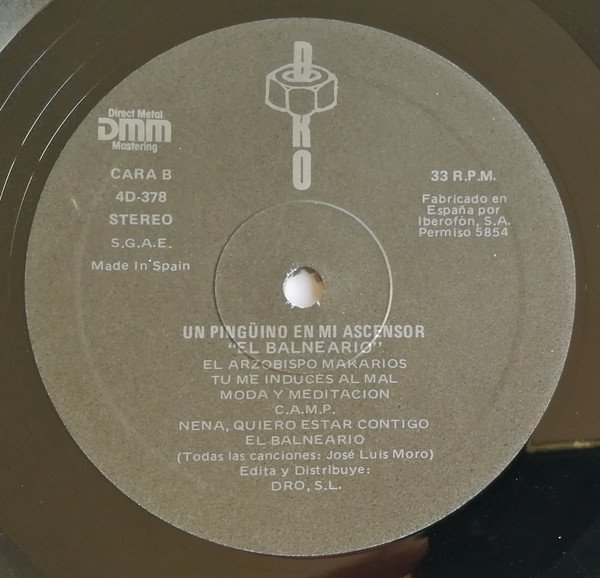 DRO
Direct Metal
DMM
Mastering
CARA B
4D-378
STEREO
S.G.A.E.
Made In Spain
33 R.P.M.
Fabricado en
España por
Iberofón, S.A.
Permiso 5854
UN PINGÜINO EN MI ASCENSOR
"EL BALNEARIO"
EL ARZOBISPO MAKARIOS
TU ME INDUCES AL MAL
MODA Y MEDITACION
C.A.M.P.
NENA, QUIERO ESTAR CONTIGO
EL BALNEARIO
(Todas las canciones: José Luis Moro)
Edita y Distribuye:
DRO, S.L.